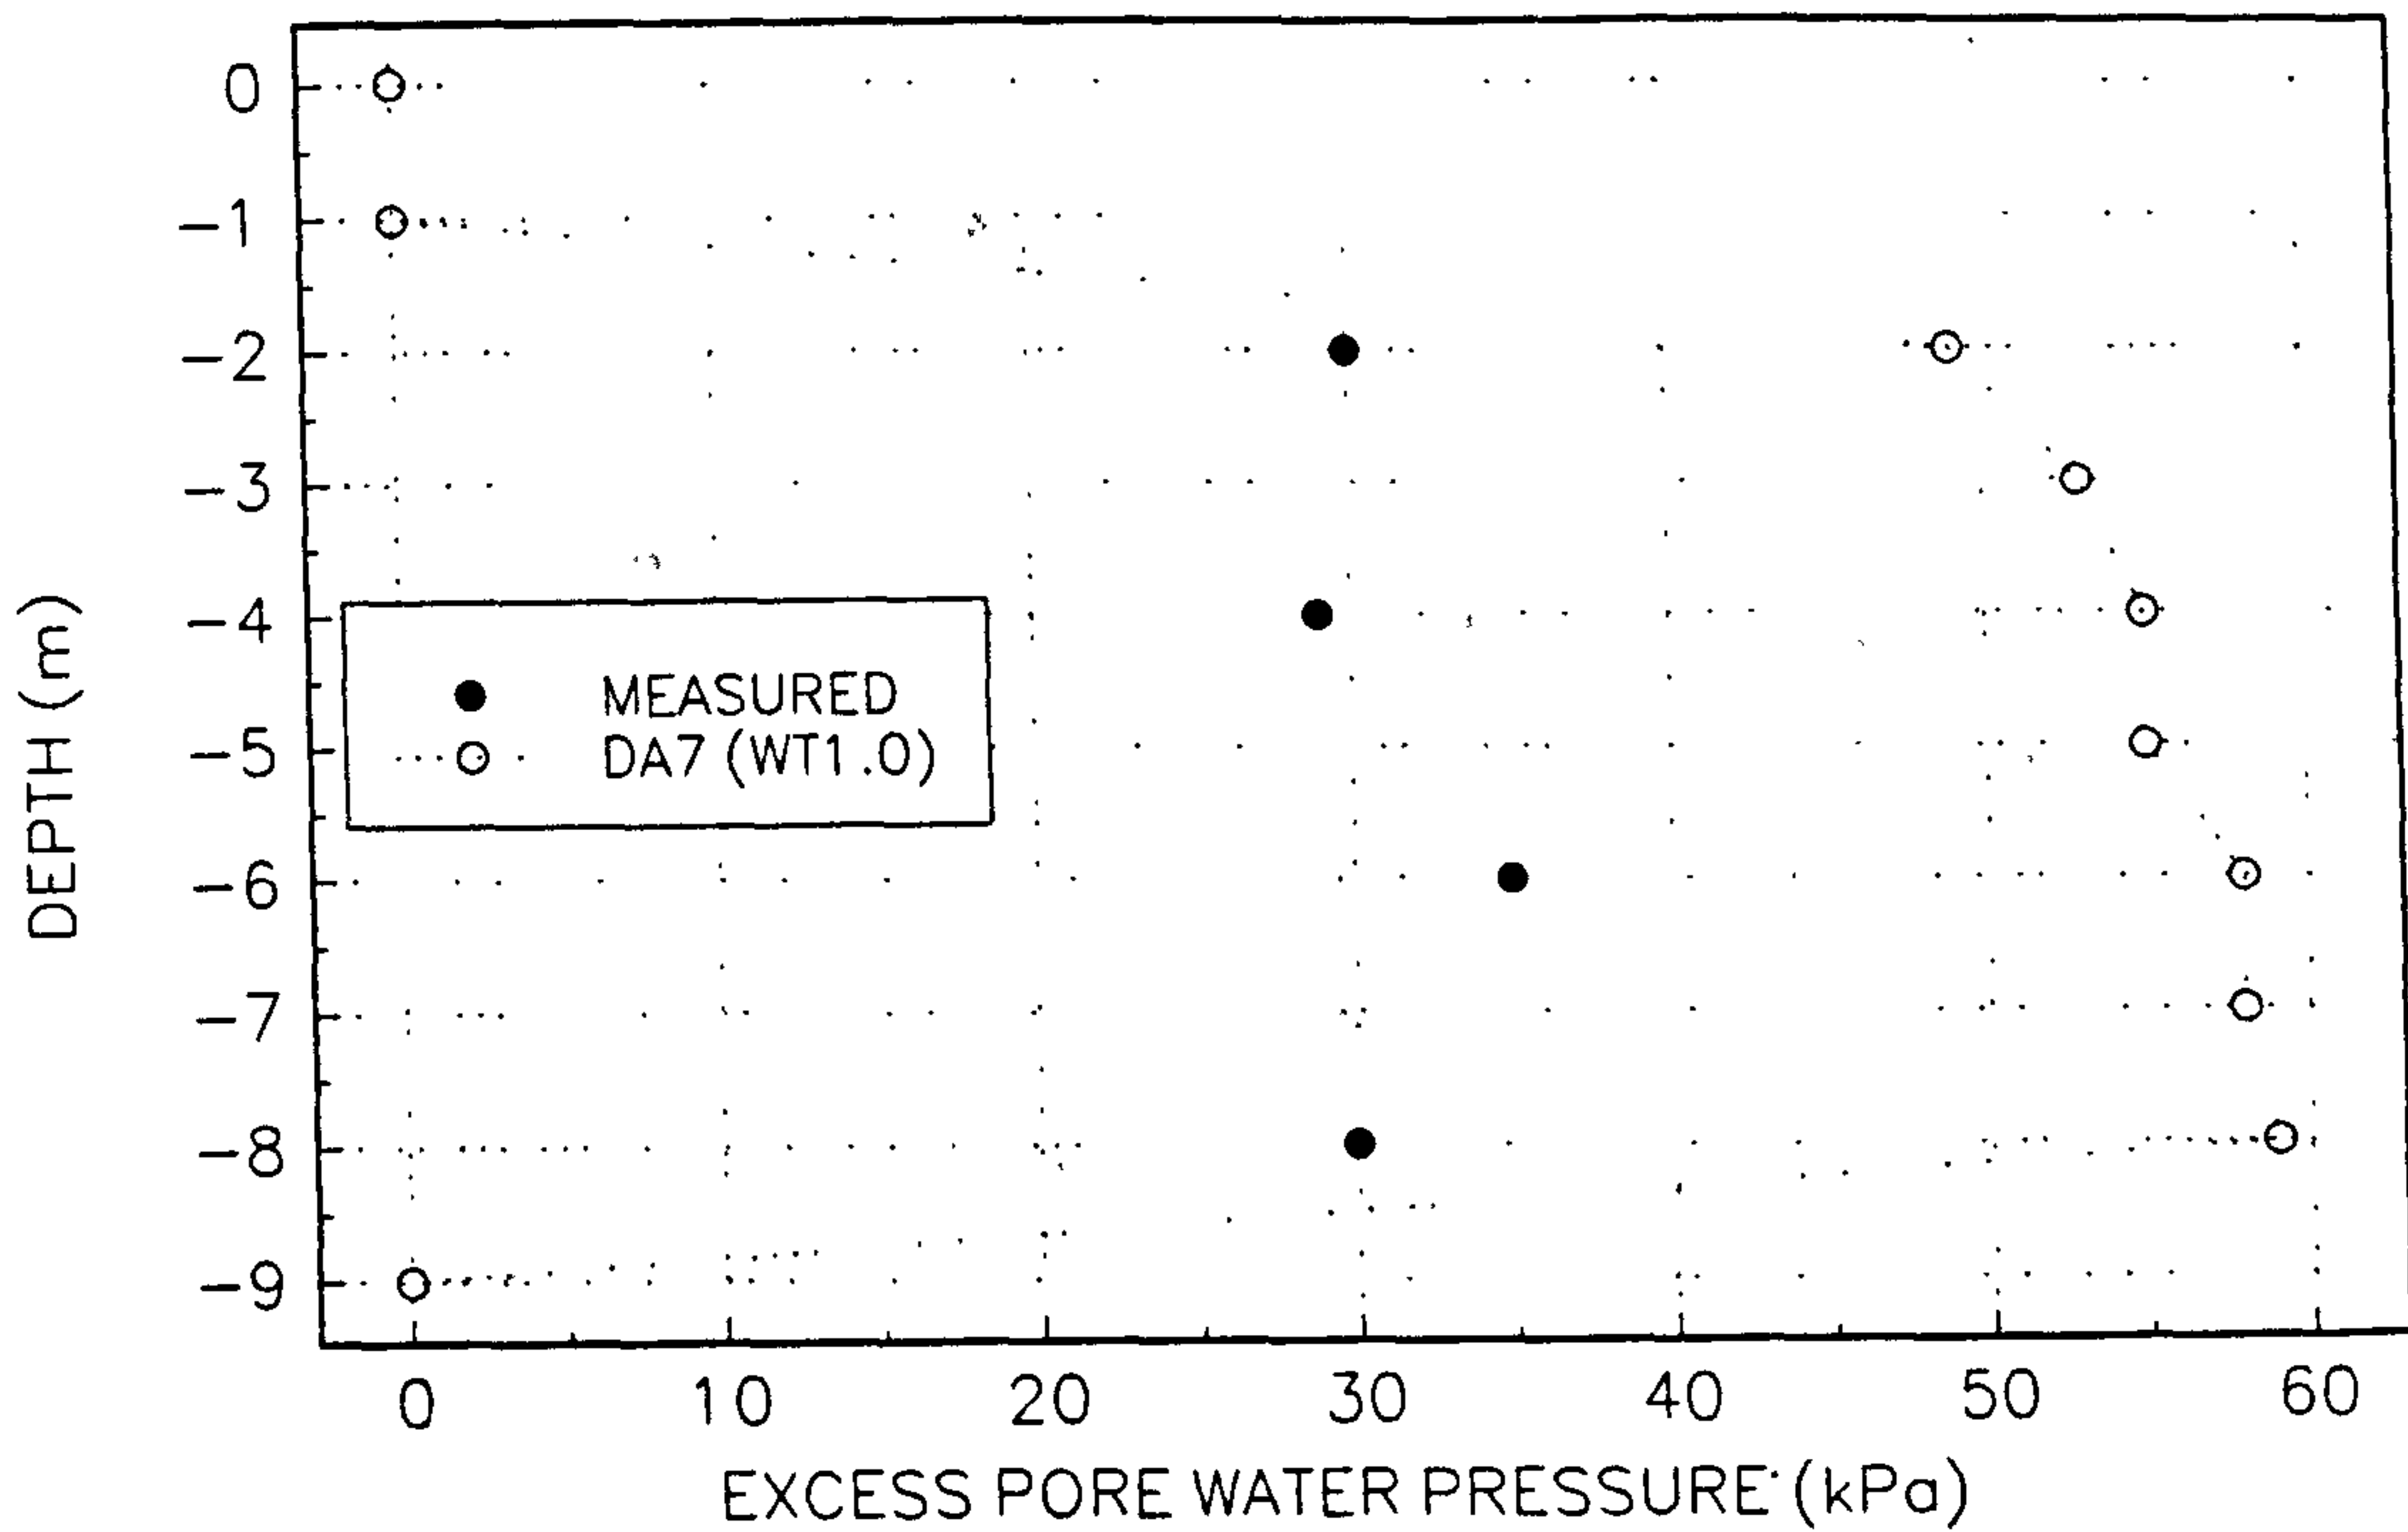 0
−1
−2
−3
−4
−5
−6
−7
−8
−9
DEPTH (m)
MEASURED
DA7 (WT1.0)
0 10 20 30 40 50 60
EXCESS PORE WATER PRESSURE (kPa)